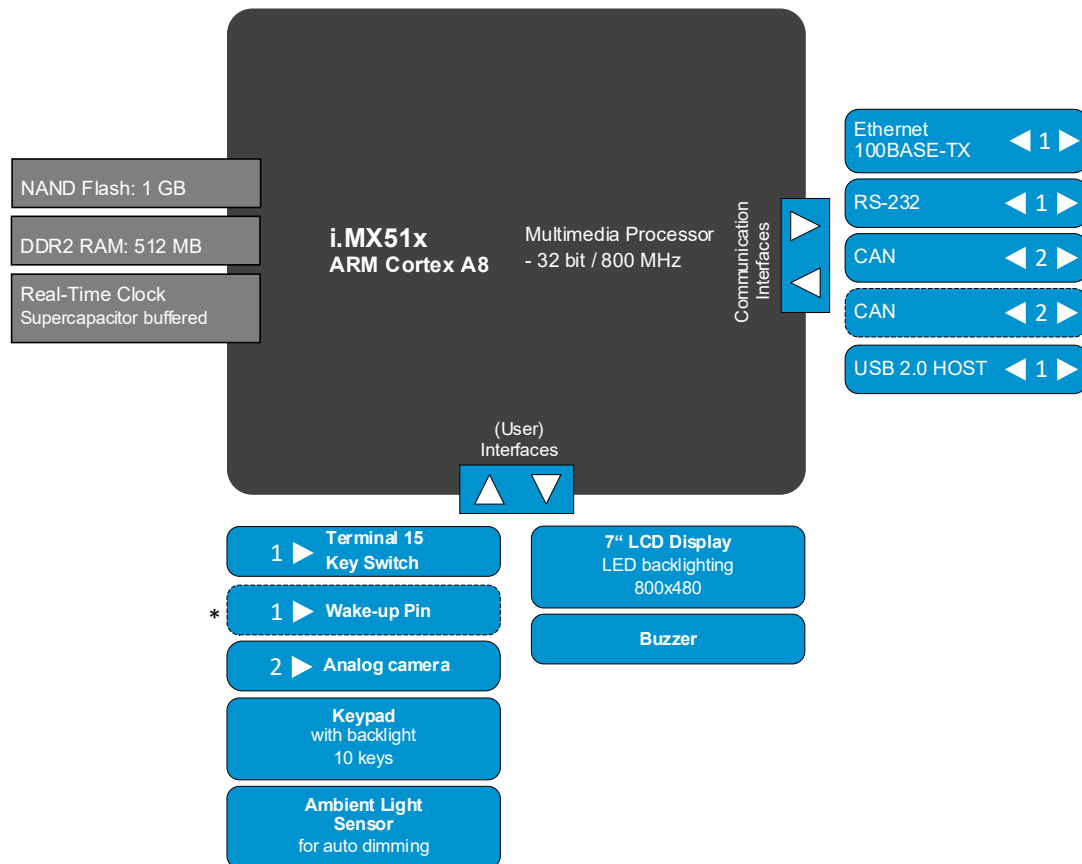 NAND Flash: 1 GB
DDR2 RAM: 512 MB
Real-Time Clock
Supercapacitor buffered
i.MX51x
ARM Cortex A8
Multimedia Processor
- 32 bit / 800 MHz
Communication
Interfaces
Ethernet
100BASE-TX
1
RS-232 1
CAN 2
CAN 2
USB 2.0 HOST 1
(User)
Interfaces
1 Terminal 15
Key Switch
* 1 Wake-up Pin
2 Analog camera
Keypad
with backlight
10 keys
Ambient Light
Sensor
for auto dimming
7“ LCD Display
LED backlighting
800x480
Buzzer